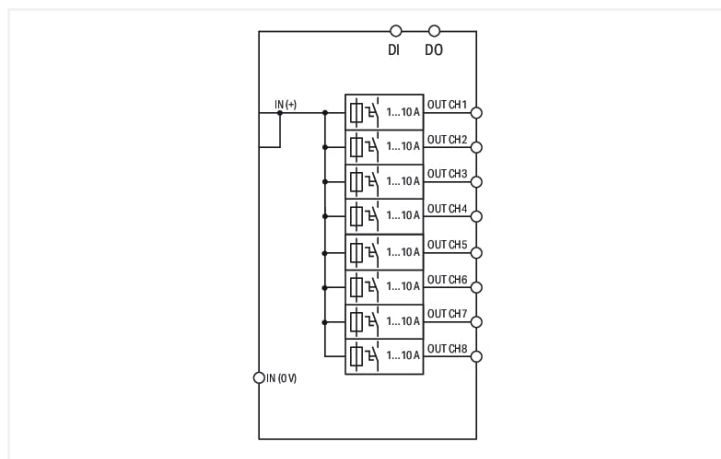 DI DO
IN (+)
1...10 A OUT CH1
1...10 A OUT CH2
1...10 A OUT CH3
1...10 A OUT CH4
1...10 A OUT CH5
1...10 A OUT CH6
1...10 A OUT CH7
1...10 A OUT CH8
IN (0 V)